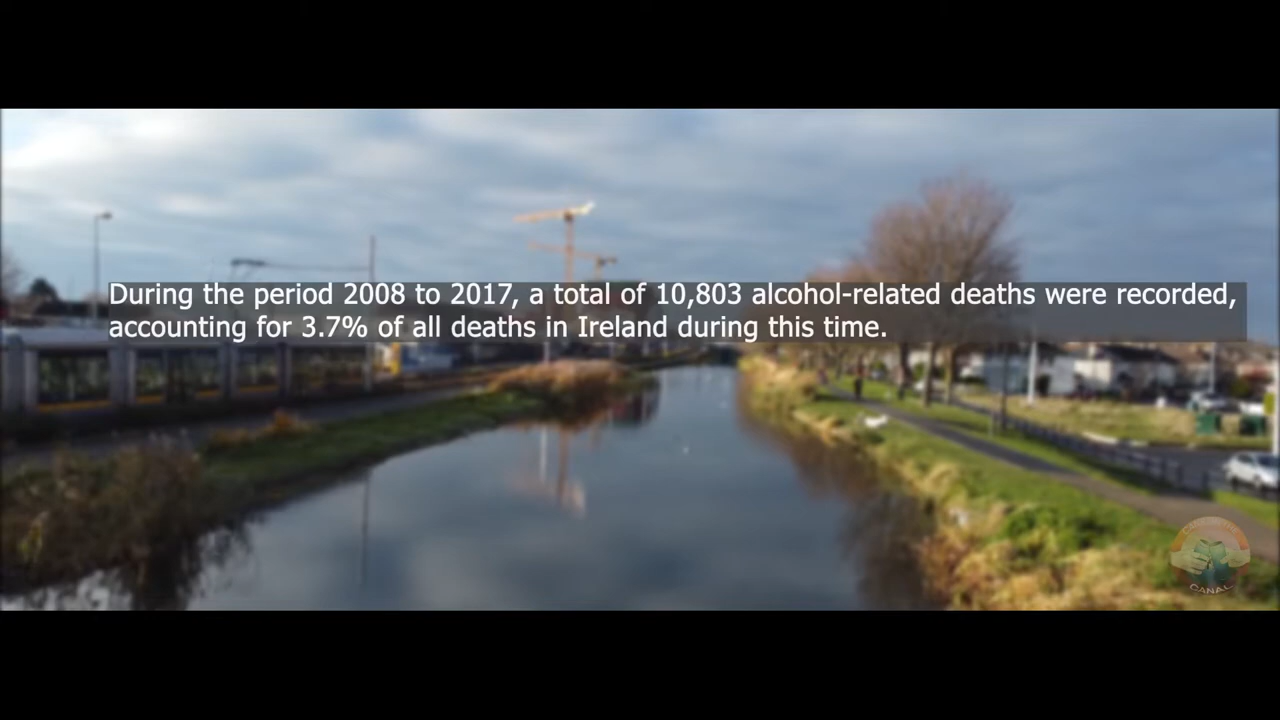 During the period 2008 to 2017, a total of 10,803 alcohol-related deaths were recorded,
accounting for 3.7% of all deaths in Ireland during this time.
CANAL